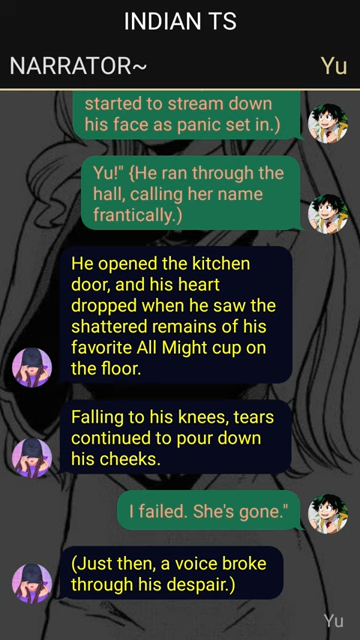 INDIAN TS
NARRATOR~
Yu
started to stream down
his face as panic set in.)
Yu!" {He ran through the
hall, calling her name
frantically.)
He opened the kitchen
door, and his heart
dropped when he saw the
shattered remains of his
favorite All Might cup on
the floor.
Falling to his knees, tears
continued to pour down
his cheeks.
I failed. She's gone."
(Just then, a voice broke
through his despair.)
Yu